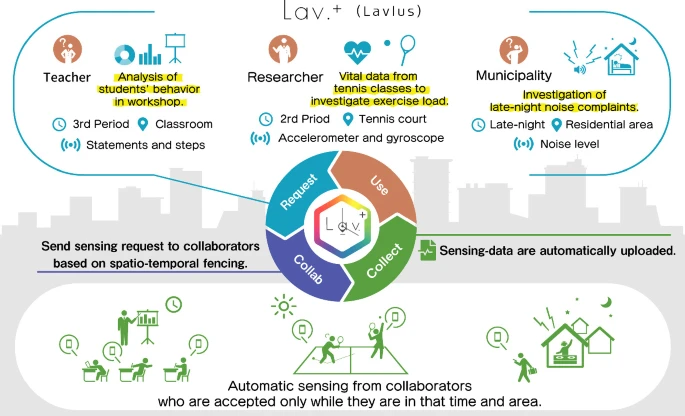 Lav.+ (Lavlus)
Teacher
Analysis of
students' behavior
in workshop.
3rd Period Classroom
Statements and steps
Researcher
Vital data from
tennis classes to
investigate exercise load.
2rd Priod Tennis court
Accelerometer and gyroscope
Municipality
Investigation of
late-night noise complaints.
Late-night Residential area
Noise level
Request
Use
Lav.+
Collab
Collect
Send sensing request to collaborators
based on spatio-temporal fencing.
Sensing-data are automatically uploaded.
Automatic sensing from collaborators
who are accepted only while they are in that time and area.